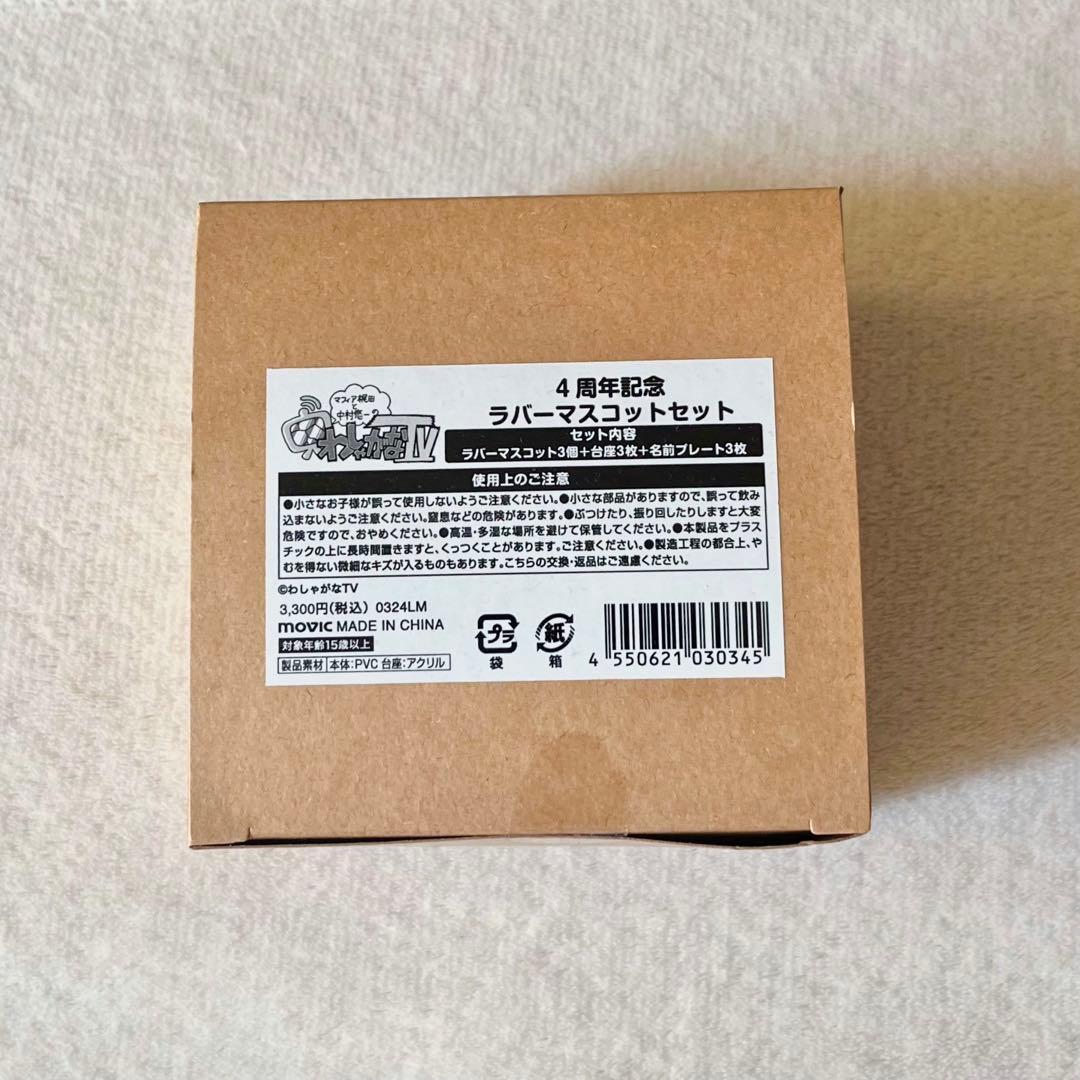 マフィア梶田
と
中村悠一の
わしゃがなTV
4周年記念
ラバーマスコットセット
セット内容
ラバーマスコット3個＋台座3枚＋名前プレート3枚
使用上のご注意
●小さなお子様が誤って使用しないようご注意ください。●小さな部品がありますので、誤って飲み
込まないようご注意ください。窒息などの危険があります。●ぶつけたり、振り回したりしますと大変
危険ですので、おやめください。●高温・多湿な場所を避けて保管してください。●本製品をプラス
チックの上に長時間置きますと、くっつくことがあります。ご注意ください。●製造工程の都合上、や
むを得ない微細なキズが入るものもあります。こちらの交換・返品はご遠慮ください。
©わしゃがなTV
3,300円(税込) 0324LM
movic MADE IN CHINA
対象年齢15歳以上
製品素材 本体:PVC 台座:アクリル
プラ
袋
紙
箱
4 550621 030345